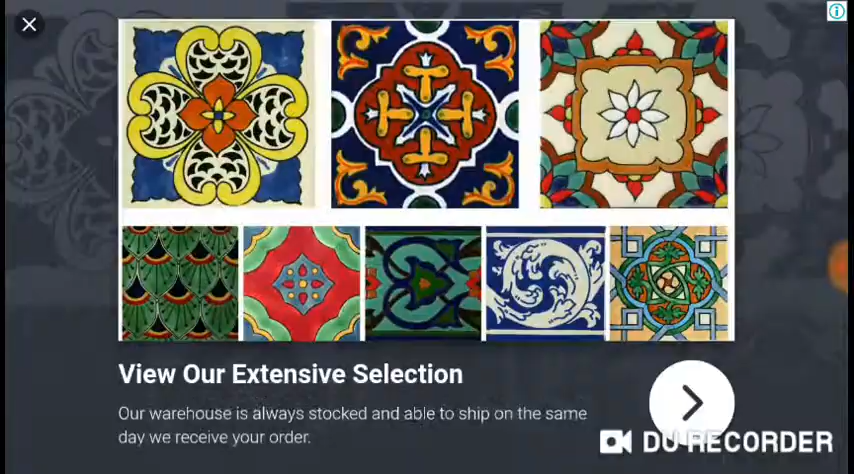 View Our Extensive Selection
Our warehouse is always stocked and able to ship on the same
day we receive your order.
DU RECORDER